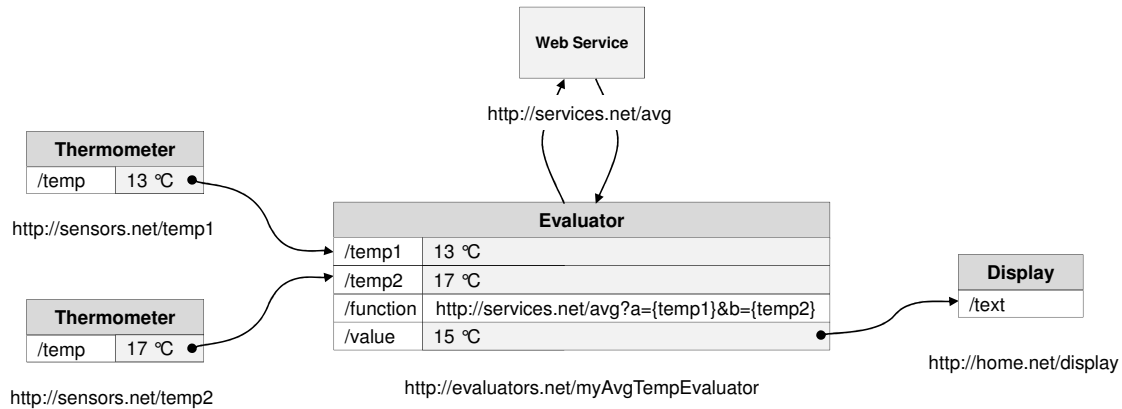 Web Service
http://services.net/avg
Thermometer
/temp 13 °C
http://sensors.net/temp1
Evaluator
/temp1 13 °C
/temp2 17 °C
/function http://services.net/avg?a={temp1}&b={temp2}
/value 15 °C
http://evaluators.net/myAvgTempEvaluator
Thermometer
/temp 17 °C
http://sensors.net/temp2
Display
/text
http://home.net/display